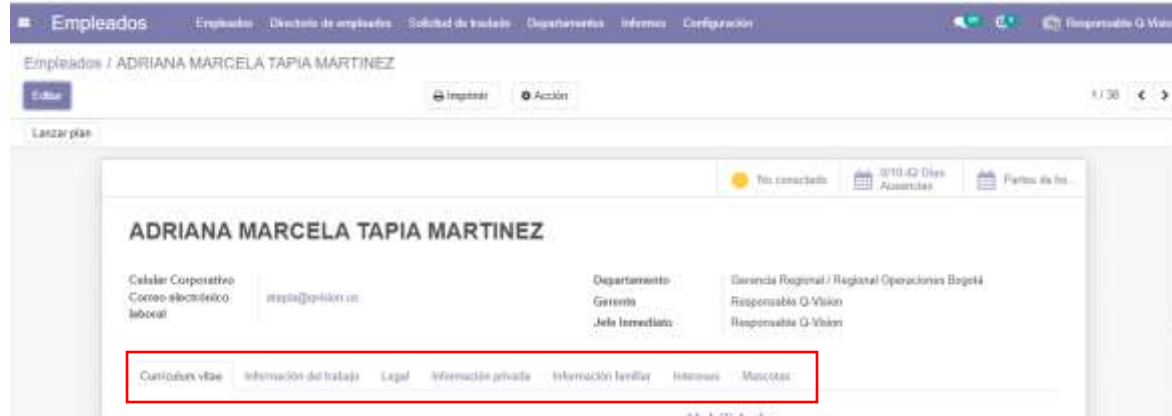 Empleados Empleados Directorio de empleados Solicitud de traslado Departamentos Informes Configuración Responsable Q-Visión
Empleados / ADRIANA MARCELA TAPIA MARTINEZ
Editar Imprimir Acción 1 / 38
Lanzar plan
No conectado Días Partes de ho...
Ausencias
ADRIANA MARCELA TAPIA MARTINEZ
Celular Corporativo Departamento Gerencia Regional / Regional Operaciones Bogotá
Correo electrónico Gerente Responsable Q-Vision
laboral Jefe Inmediato Responsable Q-Vision
Curriculum vitae Información del trabajo Legal Información privada Información familiar Intereses Mascotas